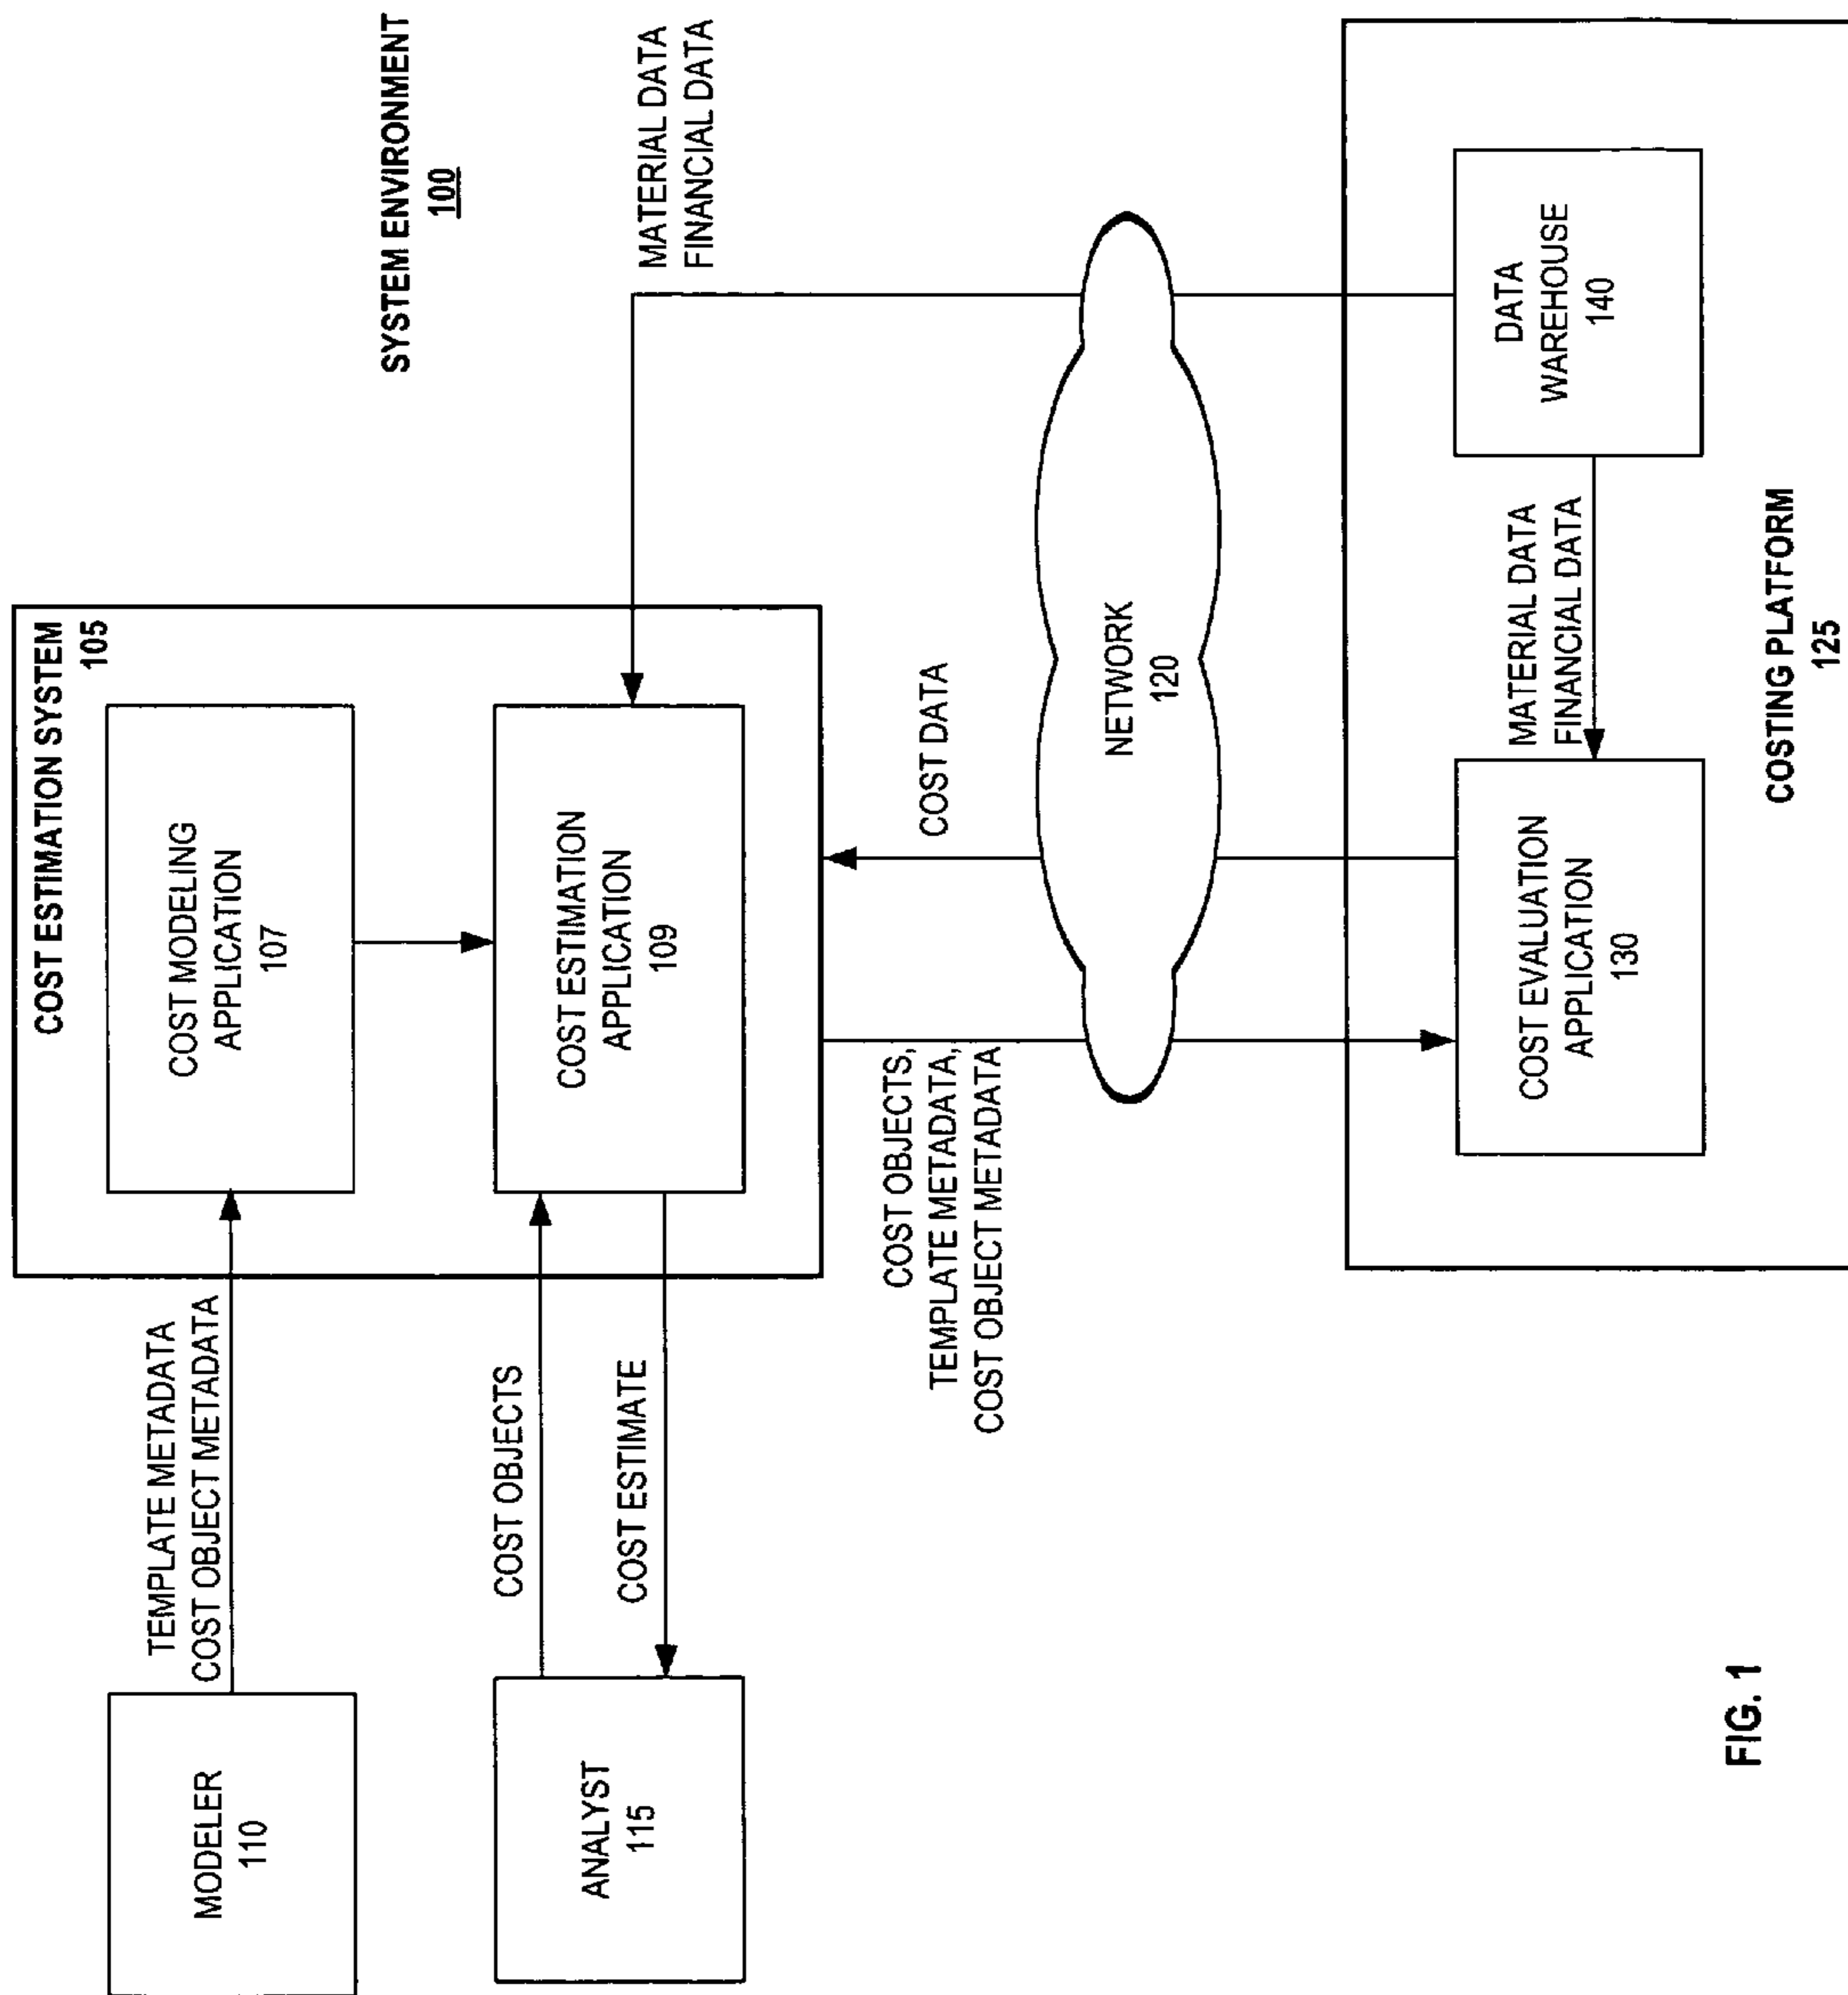 SYSTEM ENVIRONMENT
100
COST ESTIMATION SYSTEM
105
MODELER
110
TEMPLATE METADATA
COST OBJECT METADATA
COST MODELING
APPLICATION
107
ANALYST
115
COST OBJECTS
COST ESTIMATE
COST ESTIMATION
APPLICATION
109
MATERIAL DATA
FINANCIAL DATA
COST OBJECTS,
TEMPLATE METADATA,
COST OBJECT METADATA
COST DATA
NETWORK
120
COST EVALUATION
APPLICATION
130
MATERIAL DATA
FINANCIAL DATA
DATA
WAREHOUSE
140
COSTING PLATFORM
125
FIG. 1